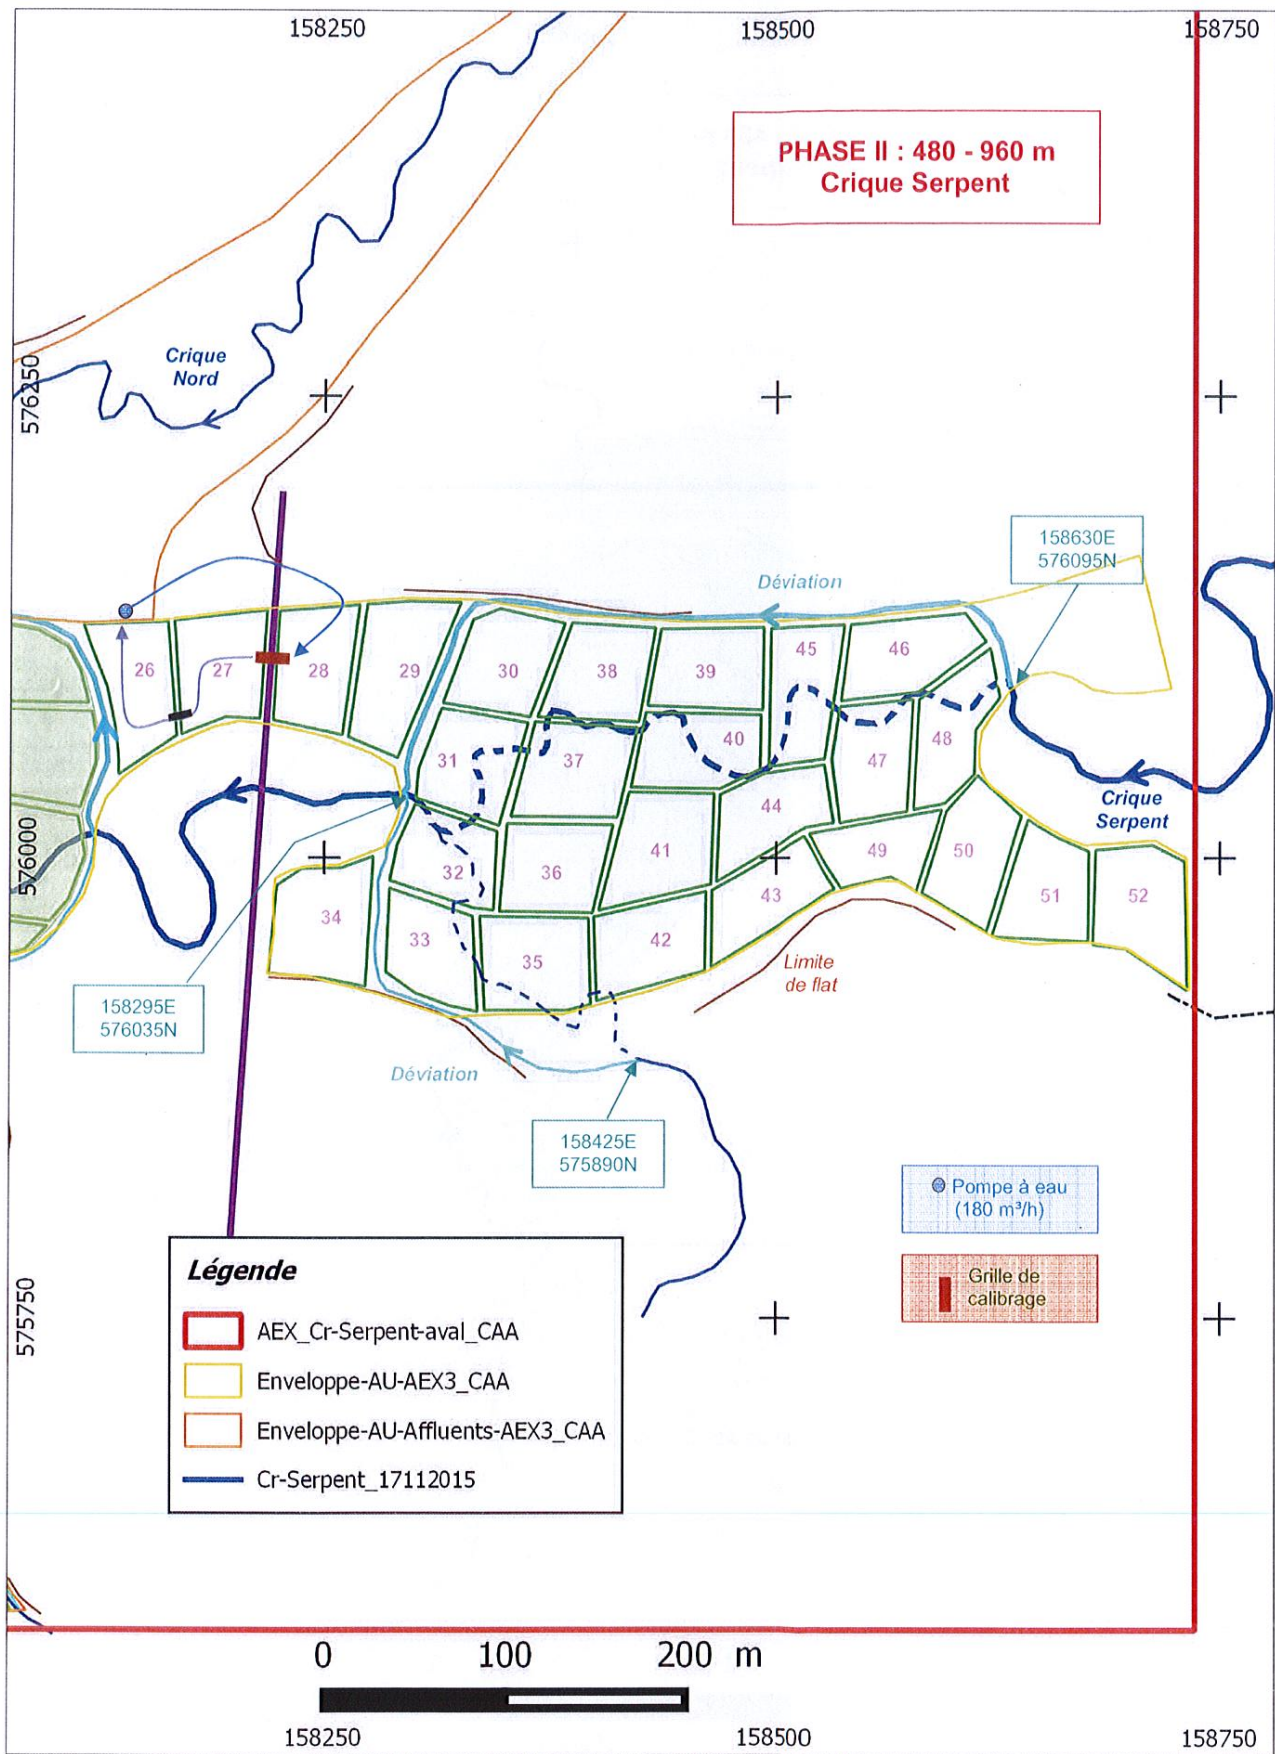 158250
158500
158750
PHASE II : 480 - 960 m
Crique Serpent
Crique
Nord
576250
158630E
576095N
Déviation
26
27
28
29
30
38
39
45
46
31
37
40
47
48
44
Crique
Serpent
576000
32
36
41
49
50
34
33
35
42
43
51
52
Limite
de flat
158295E
576035N
Déviation
158425E
575890N
Pompe à eau
(180 m³/h)
Grille de
calibrage
575750
Légende
AEX_Cr-Serpent-aval_CAA
Enveloppe-AU-AEX3_CAA
Enveloppe-AU-Affluents-AEX3_CAA
Cr-Serpent_17112015
0 100 200 m
158250
158500
158750